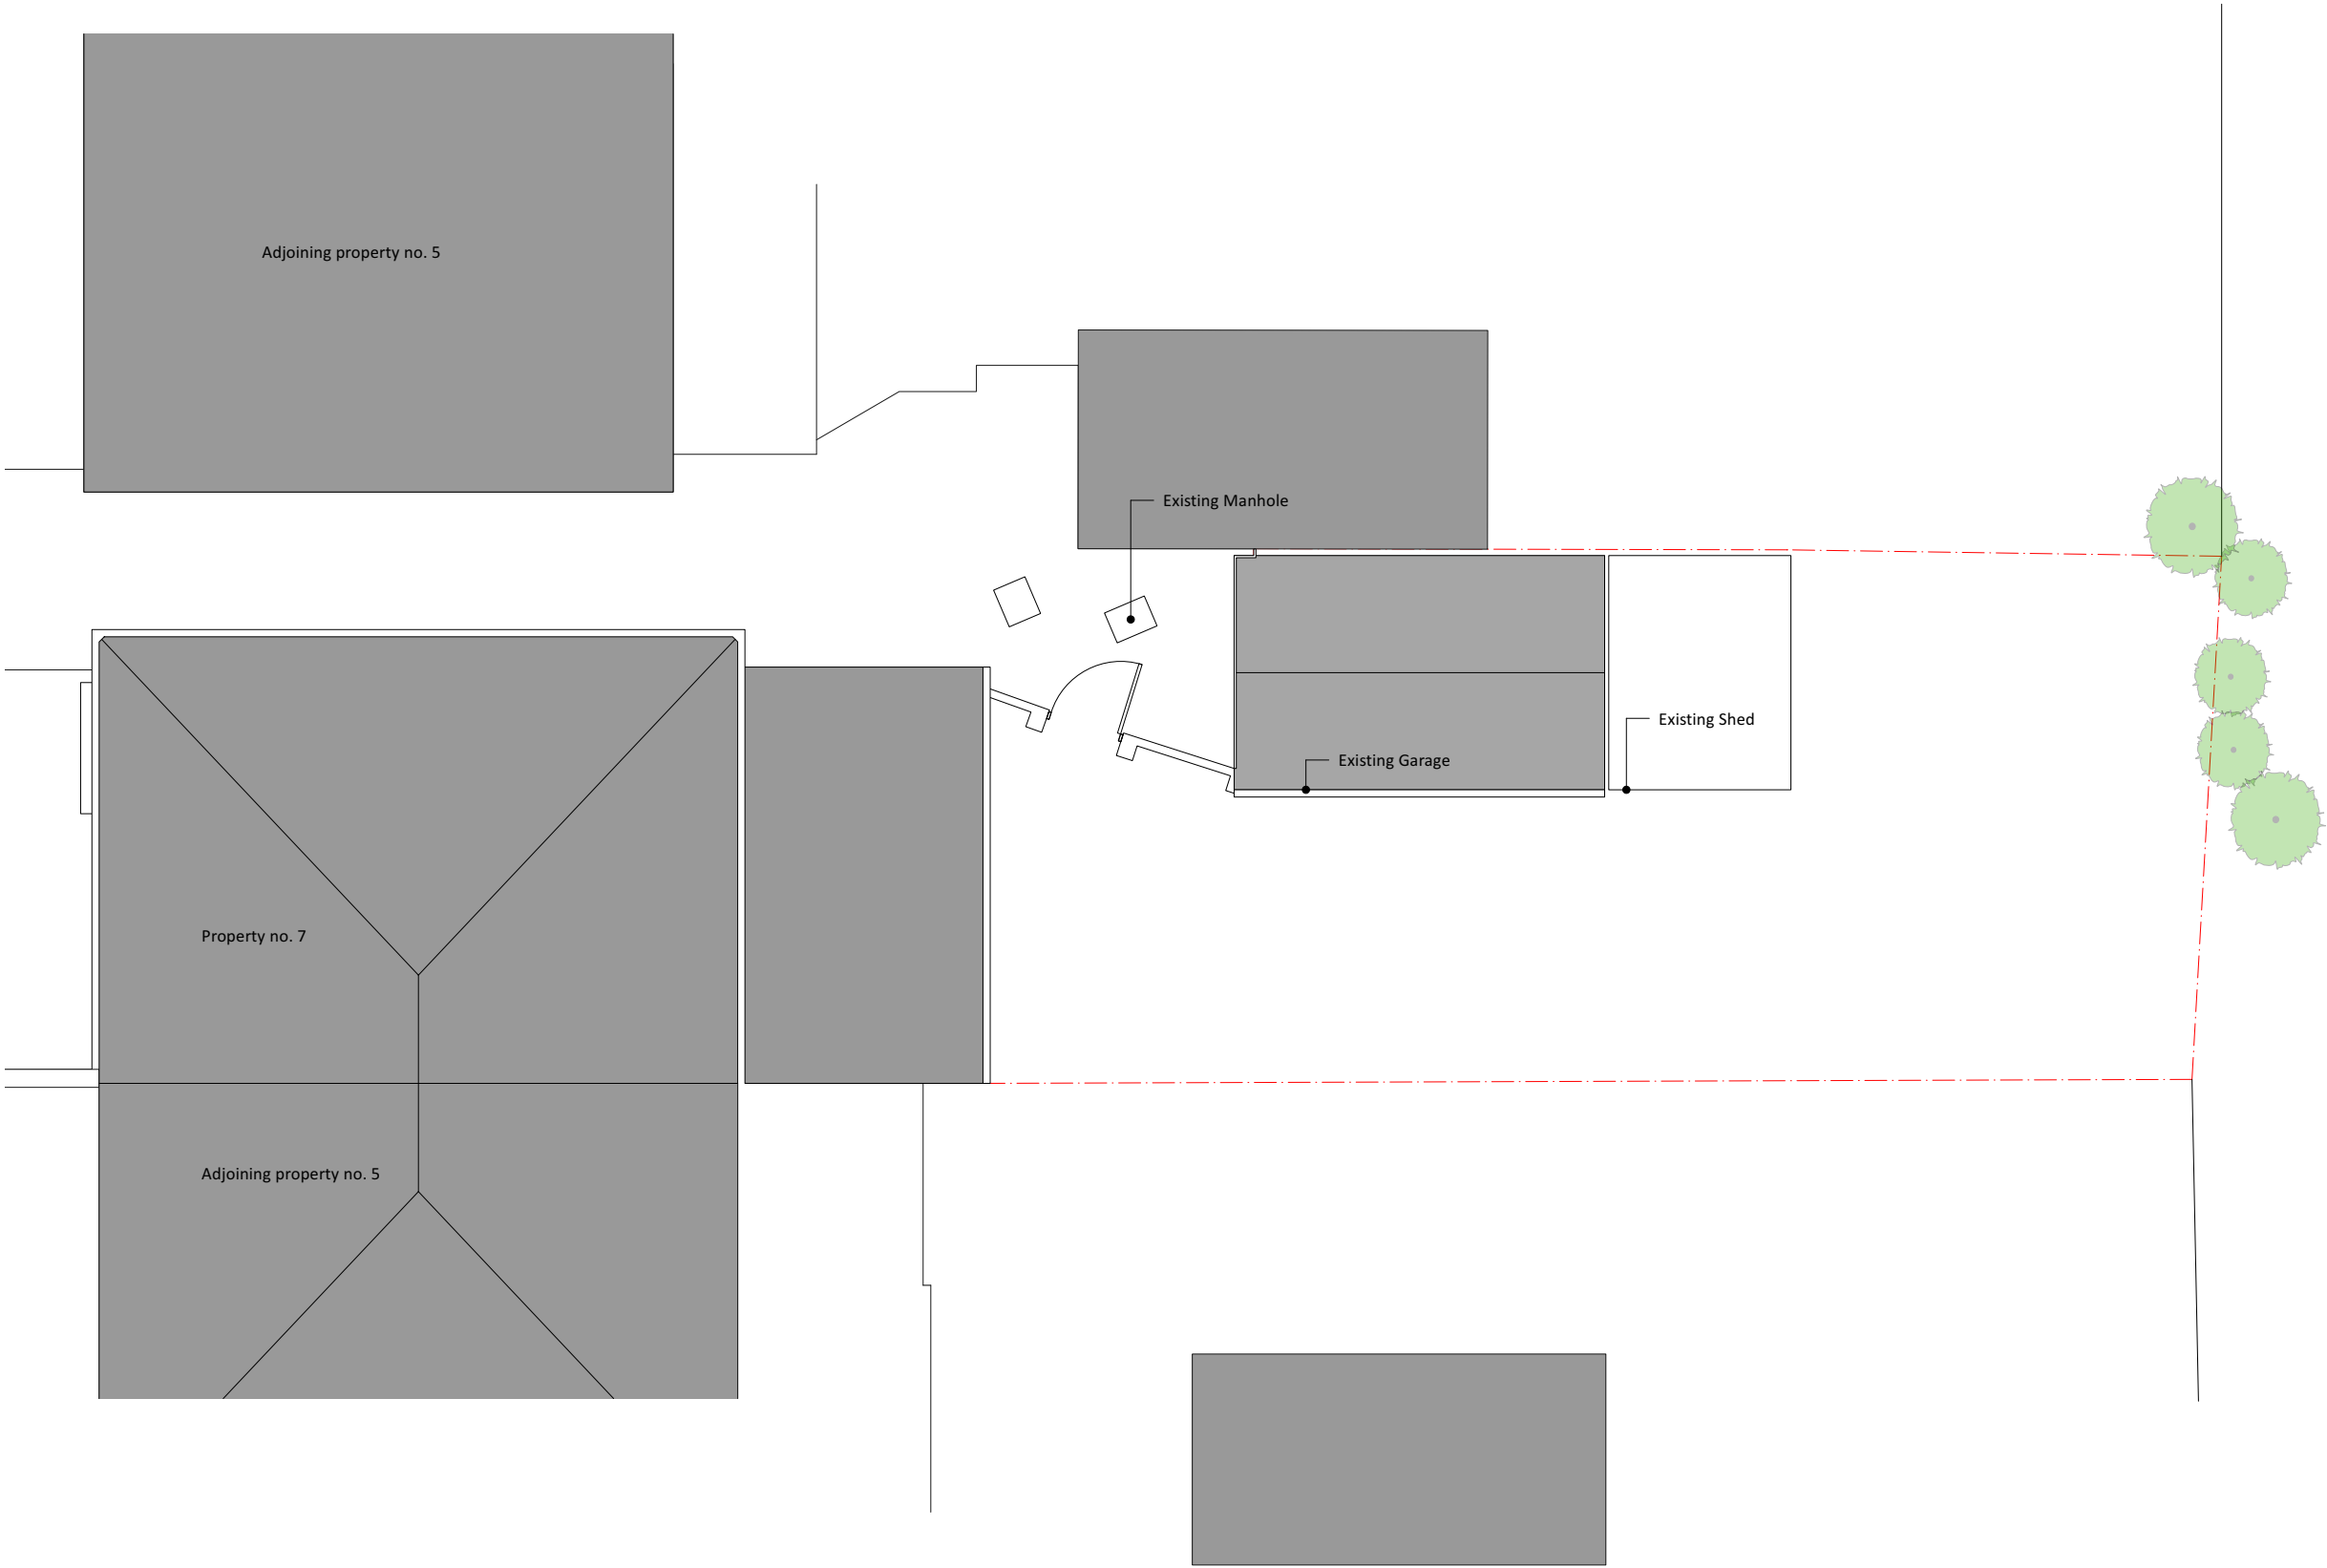 Adjoining property no. 5
Existing Manhole
Existing Shed
Existing Garage
Property no. 7
Adjoining property no. 5